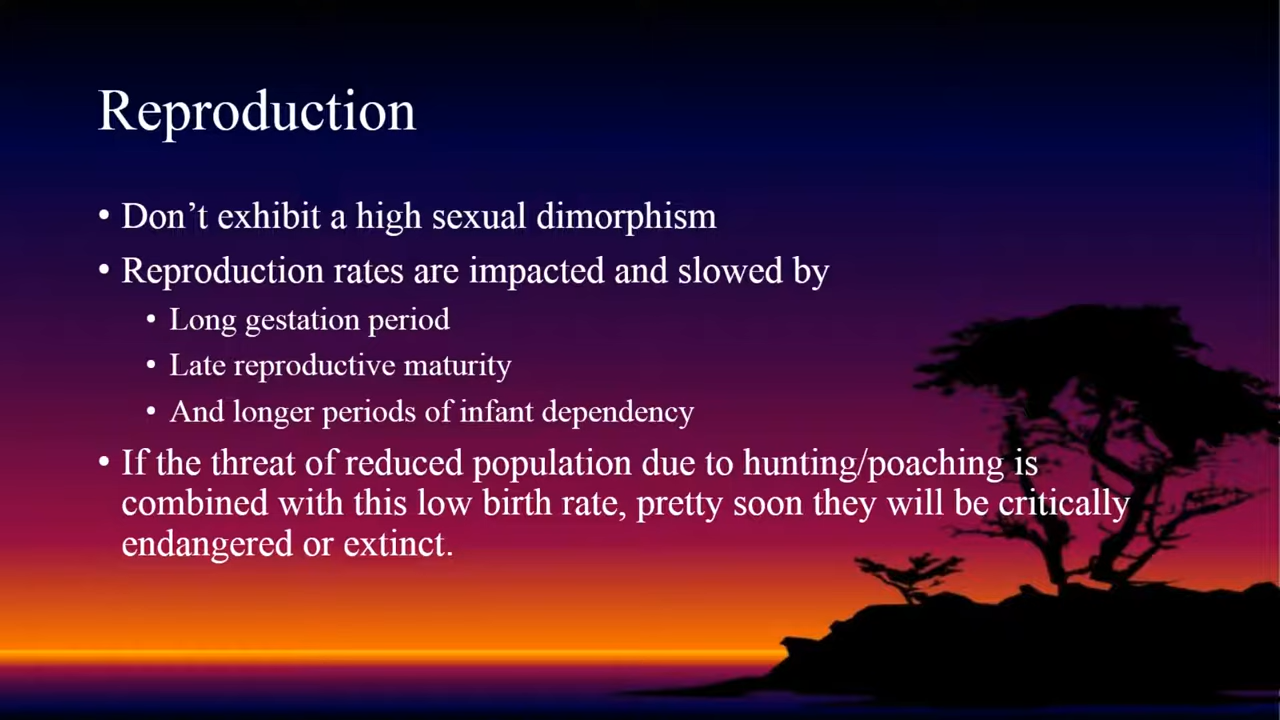 Reproduction
• Don’t exhibit a high sexual dimorphism
• Reproduction rates are impacted and slowed by
• Long gestation period
• Late reproductive maturity
• And longer periods of infant dependency
• If the threat of reduced population due to hunting/poaching is
combined with this low birth rate, pretty soon they will be critically
endangered or extinct.